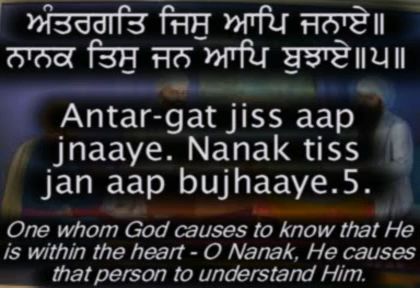 ਅੰਤਰਗਤਿ ਜਿਸੁ ਆਪਿ ਜਨਾਏ॥
ਨਾਨਕ ਤਿਸੁ ਜਨ ਆਪਿ ਬੁਝਾਏ॥੫॥
Antar-gat jiss aap
jnaaye. Nanak tiss
jan aap bujhaaye.5.
One whom God causes to know that He
is within the heart - O Nanak, He causes
that person to understand Him.